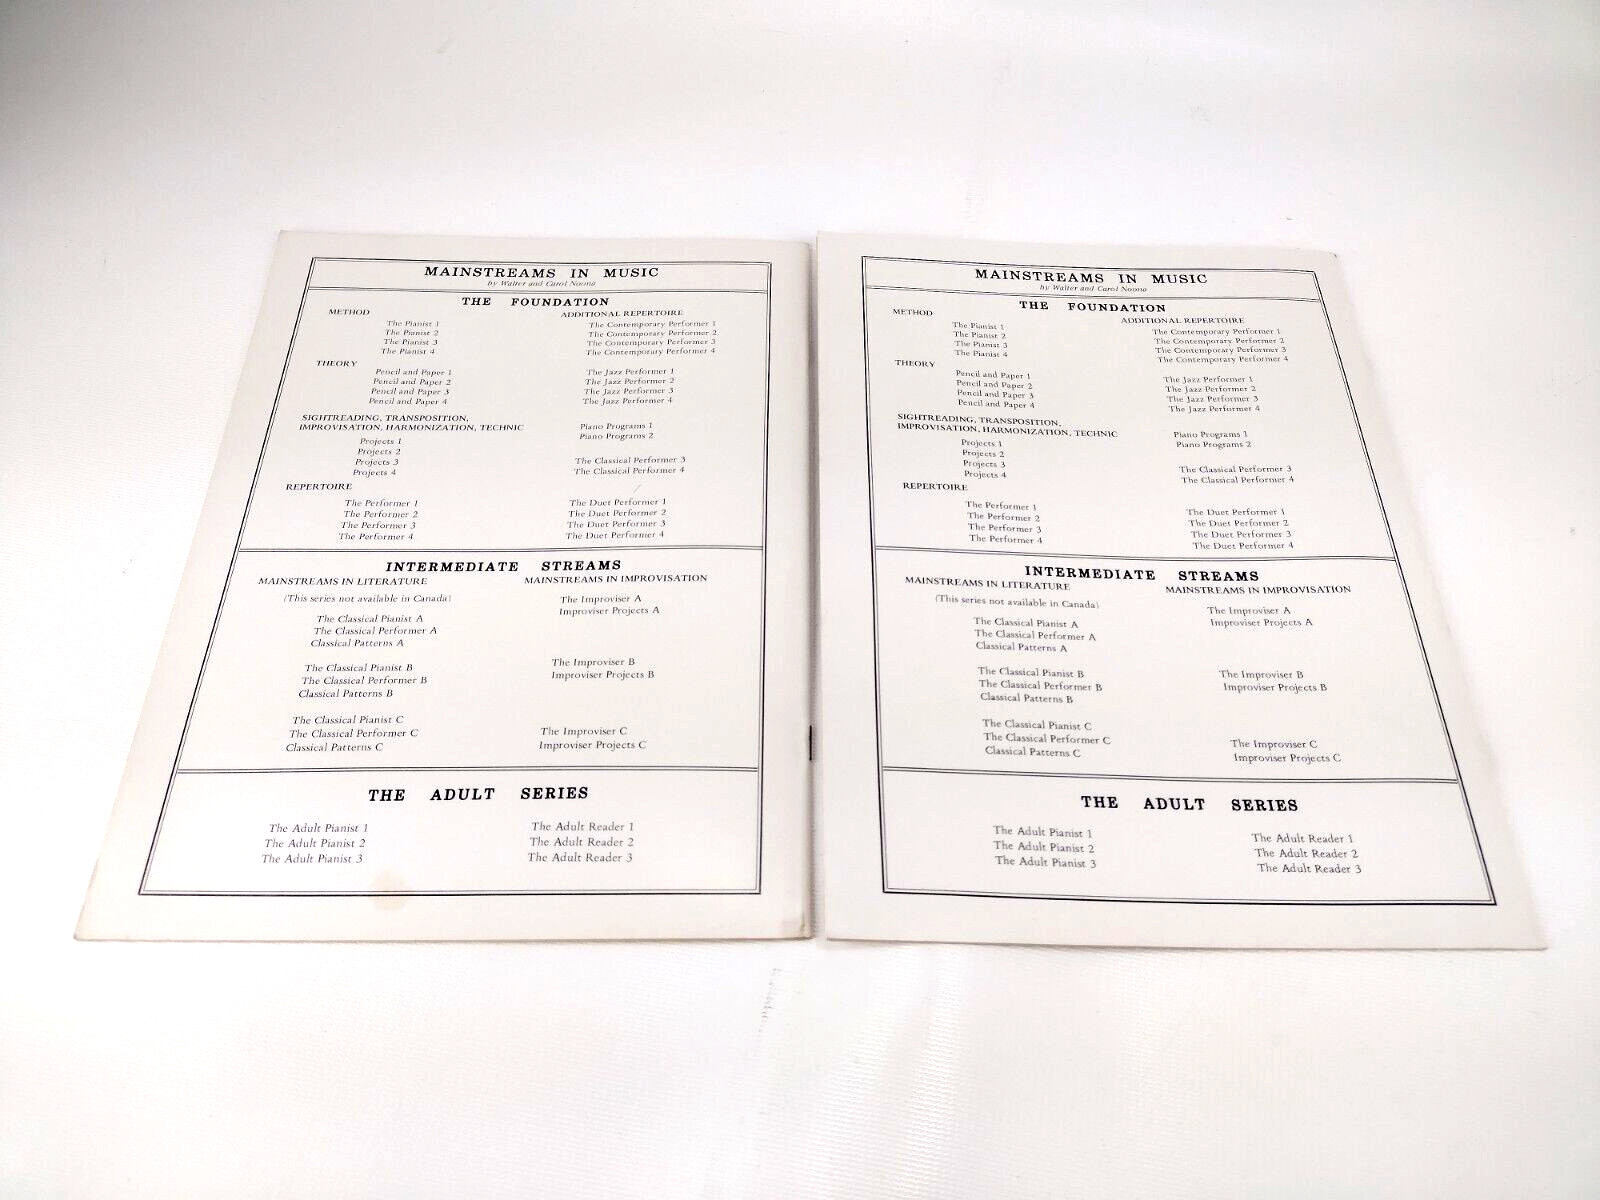 MAINSTREAMS IN MUSIC
by Walter and Carol Noona
THE FOUNDATION
METHOD
The Pianist 1
The Pianist 2
The Pianist 3
The Pianist 4
THEORY
Pencil and Paper 1
Pencil and Paper 2
Pencil and Paper 3
Pencil and Paper 4
SIGHTREADING, TRANSPOSITION,
IMPROVISATION, HARMONIZATION, TECHNIC
Projects 1
Projects 2
Projects 3
Projects 4
REPERTOIRE
The Performer 1
The Performer 2
The Performer 3
The Performer 4
ADDITIONAL REPERTOIRE
The Contemporary Performer 1
The Contemporary Performer 2
The Contemporary Performer 3
The Contemporary Performer 4
The Jazz Performer 1
The Jazz Performer 2
The Jazz Performer 3
The Jazz Performer 4
Piano Programs 1
Piano Programs 2
The Classical Performer 3
The Classical Performer 4
The Duet Performer 1
The Duet Performer 2
The Duet Performer 3
The Duet Performer 4
INTERMEDIATE STREAMS
MAINSTREAMS IN LITERATURE
(This series not available in Canada)
The Classical Pianist A
The Classical Performer A
Classical Patterns A
The Classical Pianist B
The Classical Performer B
Classical Patterns B
The Classical Pianist C
The Classical Performer C
Classical Patterns C
MAINSTREAMS IN IMPROVISATION
The Improviser A
Improviser Projects A
The Improviser B
Improviser Projects B
The Improviser C
Improviser Projects C
THE ADULT SERIES
The Adult Pianist 1
The Adult Pianist 2
The Adult Pianist 3
The Adult Reader 1
The Adult Reader 2
The Adult Reader 3
MAINSTREAMS IN MUSIC
by Walter and Carol Noona
THE FOUNDATION
METHOD
The Pianist 1
The Pianist 2
The Pianist 3
The Pianist 4
THEORY
Pencil and Paper 1
Pencil and Paper 2
Pencil and Paper 3
Pencil and Paper 4
SIGHTREADING, TRANSPOSITION,
IMPROVISATION, HARMONIZATION, TECHNIC
Projects 1
Projects 2
Projects 3
Projects 4
REPERTOIRE
The Performer 1
The Performer 2
The Performer 3
The Performer 4
ADDITIONAL REPERTOIRE
The Contemporary Performer 1
The Contemporary Performer 2
The Contemporary Performer 3
The Contemporary Performer 4
The Jazz Performer 1
The Jazz Performer 2
The Jazz Performer 3
The Jazz Performer 4
Piano Programs 1
Piano Programs 2
The Classical Performer 3
The Classical Performer 4
The Duet Performer 1
The Duet Performer 2
The Duet Performer 3
The Duet Performer 4
INTERMEDIATE STREAMS
MAINSTREAMS IN LITERATURE
(This series not available in Canada)
The Classical Pianist A
The Classical Performer A
Classical Patterns A
The Classical Pianist B
The Classical Performer B
Classical Patterns B
The Classical Pianist C
The Classical Performer C
Classical Patterns C
MAINSTREAMS IN IMPROVISATION
The Improviser A
Improviser Projects A
The Improviser B
Improviser Projects B
The Improviser C
Improviser Projects C
THE ADULT SERIES
The Adult Pianist 1
The Adult Pianist 2
The Adult Pianist 3
The Adult Reader 1
The Adult Reader 2
The Adult Reader 3